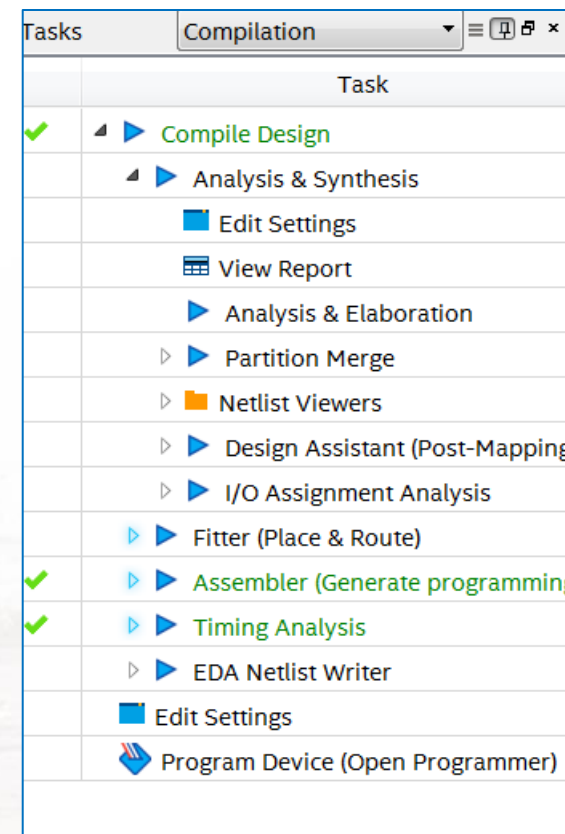 Tasks Compilation
Task
Compile Design
Analysis & Synthesis
Edit Settings
View Report
Analysis & Elaboration
Partition Merge
Netlist Viewers
Design Assistant (Post-Mapping
I/O Assignment Analysis
Fitter (Place & Route)
Assembler (Generate programming
Timing Analysis
EDA Netlist Writer
Edit Settings
Program Device (Open Programmer)